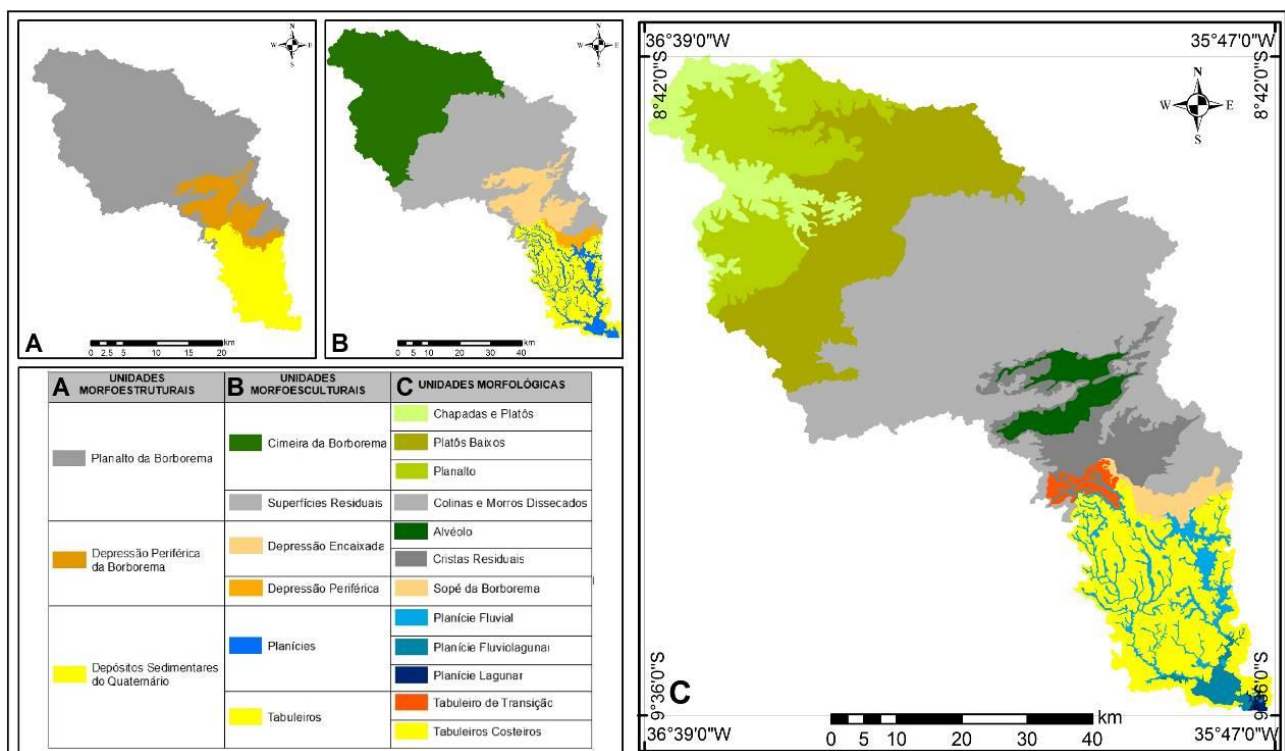 N
W E
S
A
0 2.5 5 10 15 20
km
N
W E
S
B
0 5 10 20 30 40
km
A UNIDADES MORFOESTRUTURAIS
B UNIDADES MORFOESCULTURAIS
C UNIDADES MORFOLÓGICAS
Planalto da Borborema
Cimeira da Borborema
Chapadas e Platôs
Platôs Baixos
Planalto
Superfícies Residuais
Colinas e Morros Dissecados
Depressão Periférica
da Borborema
Depressão Encaixada
Alvéolo
Cristas Residuais
Depressão Periférica
Sopé da Borborema
Depósitos Sedimentares
do Quaternário
Planícies
Planície Fluvial
Planície Fluviolagunar
Planície Lagunar
Tabuleiros
Tabuleiro de Transição
Tabuleiros Costeiros
36°39'0"W 35°47'0"W
8°42'0"S 8°42'0"S
N
W E
S
C
9°36'0"S 9°36'0"S
km
0 5 10 20 30 40
36°39'0"W 35°47'0"W